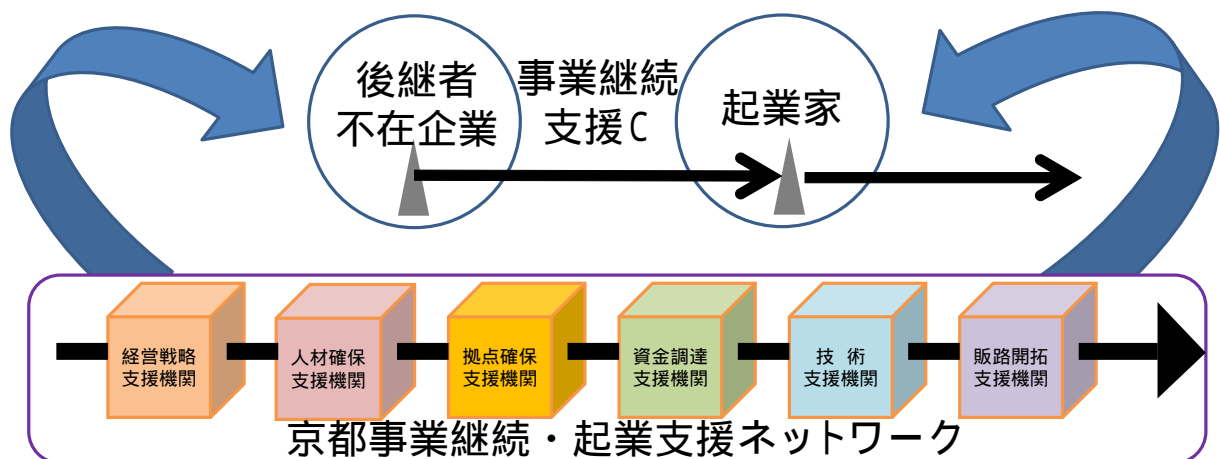 後継者
不在企業
事業継続
支援C
起業家
経営戦略
支援機関
人材確保
支援機関
拠点確保
支援機関
資金調達
支援機関
技 術
支援機関
販路開拓
支援機関
京都事業継続・起業支援ネットワーク